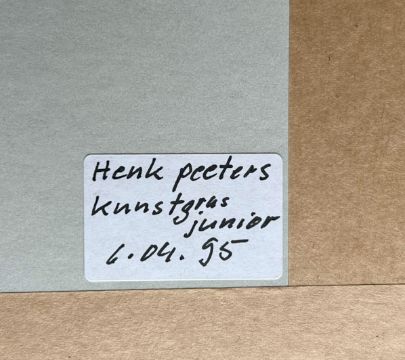 Henk peeters
kunstgras
junior
6.04.95